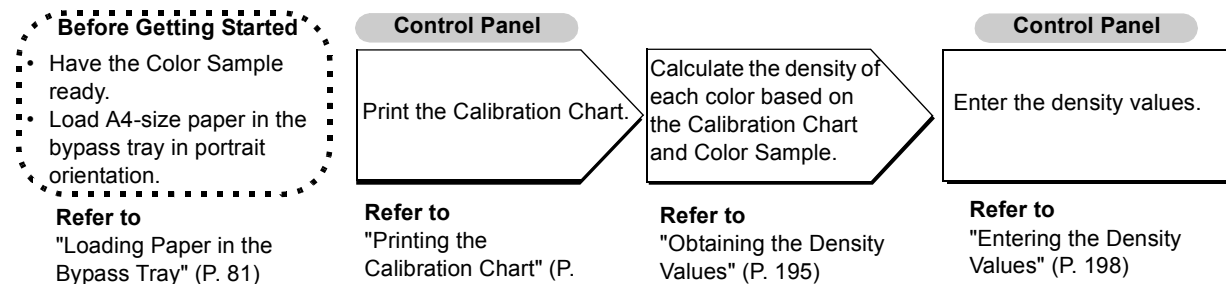 Before Getting Started
• Have the Color Sample
ready.
• Load A4-size paper in the
bypass tray in portrait
orientation.
Refer to
"Loading Paper in the
Bypass Tray" (P. 81)
Control Panel
Print the Calibration Chart.
Refer to
"Printing the
Calibration Chart" (P.
Calculate the density of
each color based on
the Calibration Chart
and Color Sample.
Refer to
"Obtaining the Density
Values" (P. 195)
Control Panel
Enter the density values.
Refer to
"Entering the Density
Values" (P. 198)